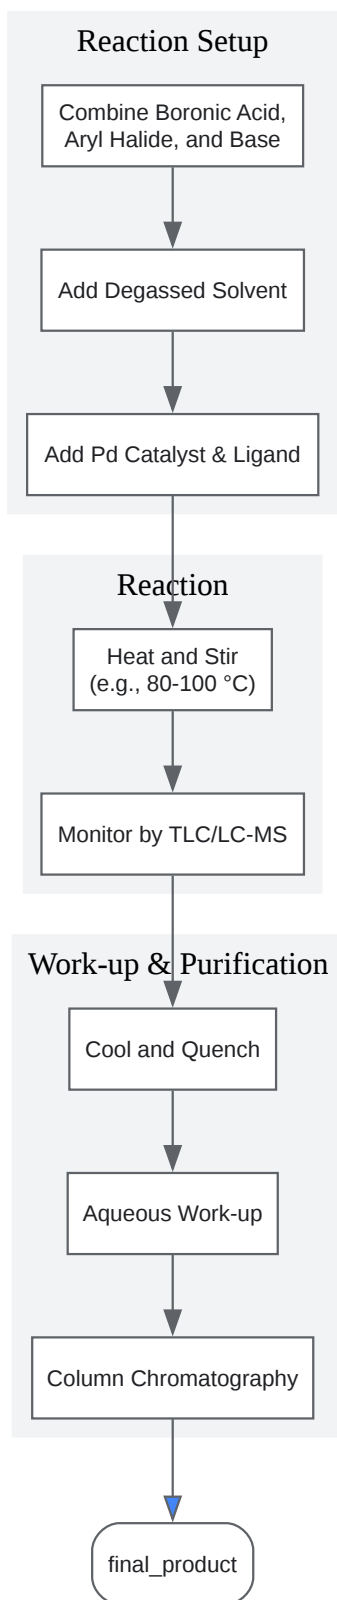 Reaction Setup
Combine Boronic Acid,
Aryl Halide, and Base
Add Degassed Solvent
Add Pd Catalyst & Ligand
Reaction
Heat and Stir
(e.g., 80-100 °C)
Monitor by TLC/LC-MS
Work-up & Purification
Cool and Quench
Aqueous Work-up
Column Chromatography
final_product